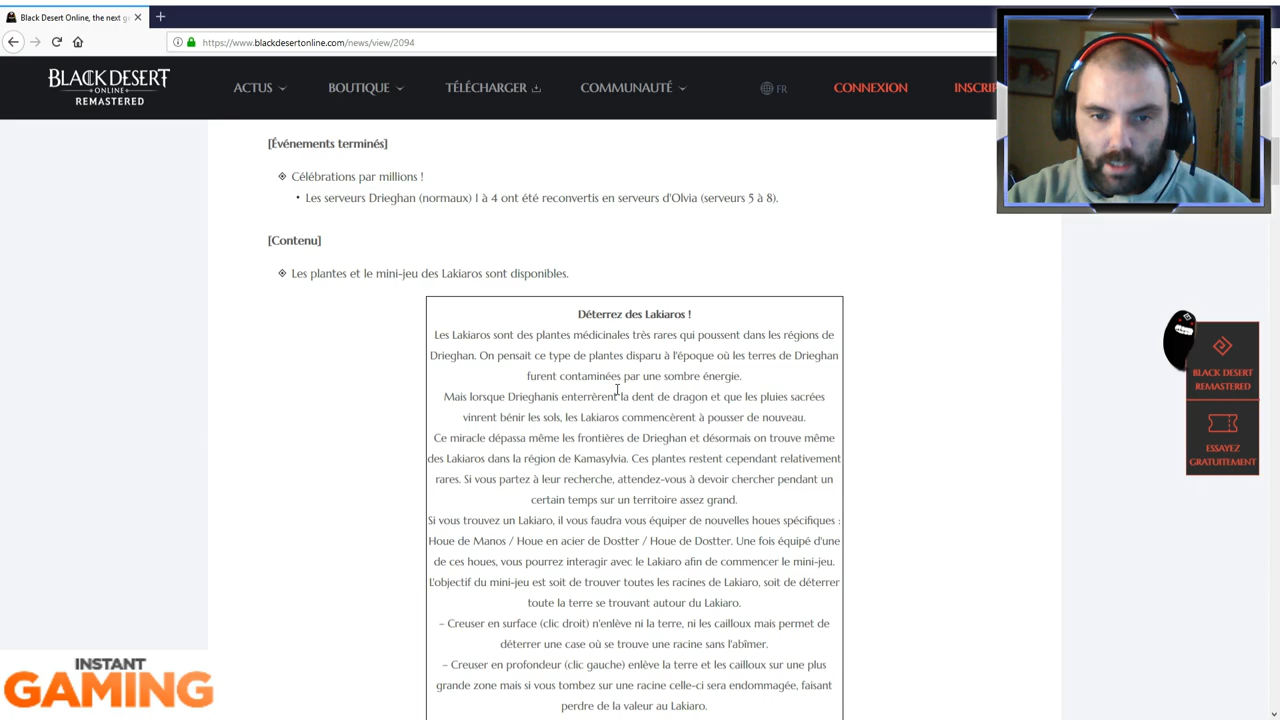 Black Desert Online, the next g
https://www.blackdesertonline.com/news/view/2094
BLACK DESERT
ONLINE
REMASTERED
ACTUS
BOUTIQUE
TÉLÉCHARGER
COMMUNAUTÉ
FR
CONNEXION
INSCRI
[Événements terminés]
Célébrations par millions !
• Les serveurs Drieghan (normaux) 1 à 4 ont été reconvertis en serveurs d'Olvia (serveurs 5 à 8).
[Contenu]
Les plantes et le mini-jeu des Lakiaros sont disponibles.
Déterrez des Lakiaros !
Les Lakiaros sont des plantes médicinales très rares qui poussent dans les régions de
Drieghan. On pensait ce type de plantes disparu à l'époque où les terres de Drieghan
furent contaminées par une sombre énergie.
Mais lorsque Drieghanis enterrèrent la dent de dragon et que les pluies sacrées
vinrent bénir les sols, les Lakiaros commencèrent à pousser de nouveau.
Ce miracle dépassa même les frontières de Drieghan et désormais on trouve même
des Lakiaros dans la région de Kamasylvia. Ces plantes restent cependant relativement
rares. Si vous partez à leur recherche, attendez-vous à devoir chercher pendant un
certain temps sur un territoire assez grand.
Si vous trouvez un Lakiaro, il vous faudra vous équiper de nouvelles houes spécifiques :
Houe de Manos / Houe en acier de Dostter / Houe de Dostter. Une fois équipé d'une
de ces houes, vous pourrez interagir avec le Lakiaro afin de commencer le mini-jeu.
L'objectif du mini-jeu est soit de trouver toutes les racines de Lakiaro, soit de déterrer
toute la terre se trouvant autour du Lakiaro.
– Creuser en surface (clic droit) n'enlève ni la terre, ni les cailloux mais permet de
déterrer une case où se trouve une racine sans l'abîmer.
– Creuser en profondeur (clic gauche) enlève la terre et les cailloux sur une plus
grande zone mais si vous tombez sur une racine celle-ci sera endommagée, faisant
perdre de la valeur au Lakiaro.
BLACK DESERT
REMASTERED
ESSAYEZ
GRATUITEMENT
INSTANT
GAMING